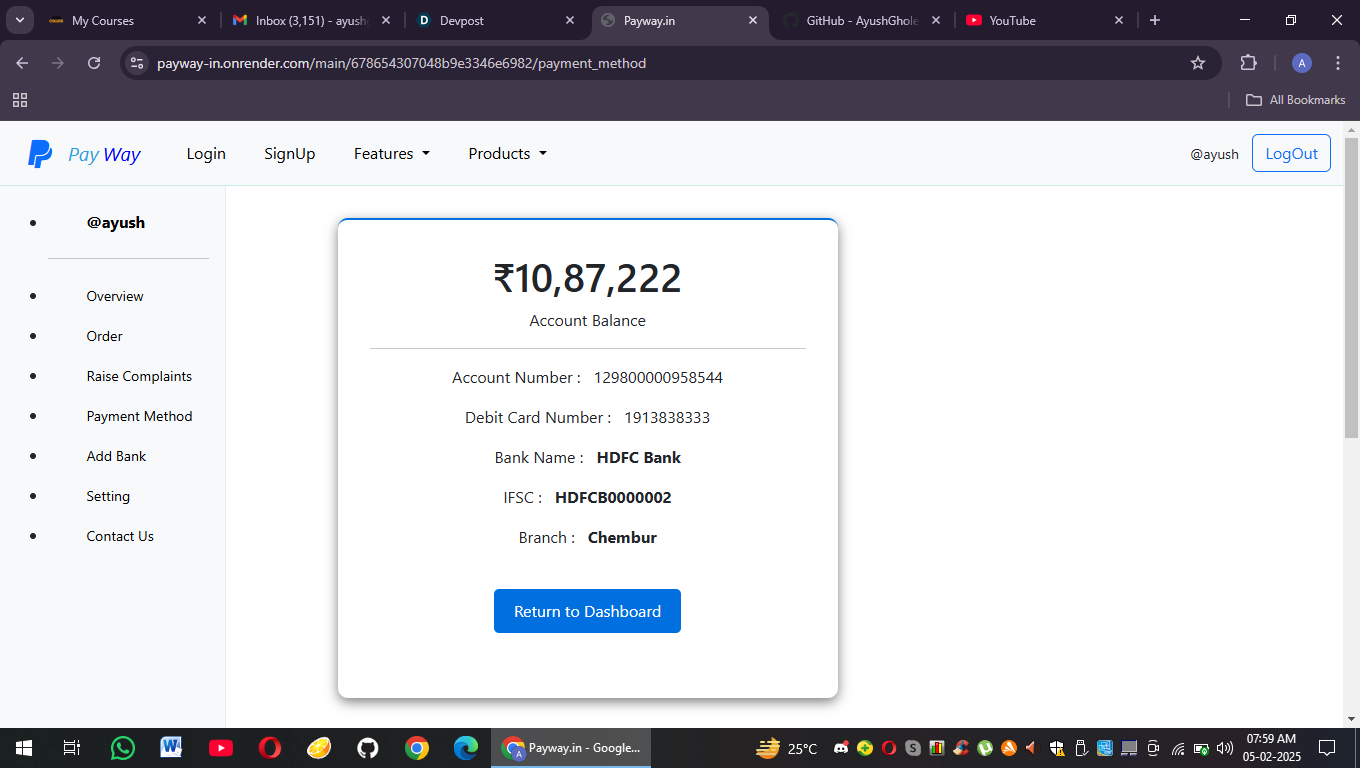 My Courses
Inbox (3,151) - ayush
Devpost
Payway.in
GitHub - AyushGhole
YouTube
payway-in.onrender.com/main/678654307048b9e3346e6982/payment_method
A
All Bookmarks
Pay Way
Login
SignUp
Features
Products
@ayush
LogOut
@ayush
Overview
Order
Raise Complaints
Payment Method
Add Bank
Setting
Contact Us
₹10,87,222
Account Balance
Account Number : 129800000958544
Debit Card Number : 1913838333
Bank Name : HDFC Bank
IFSC : HDFCB0000002
Branch : Chembur
Return to Dashboard
Payway.in - Google...
25°C
07:59 AM
05-02-2025